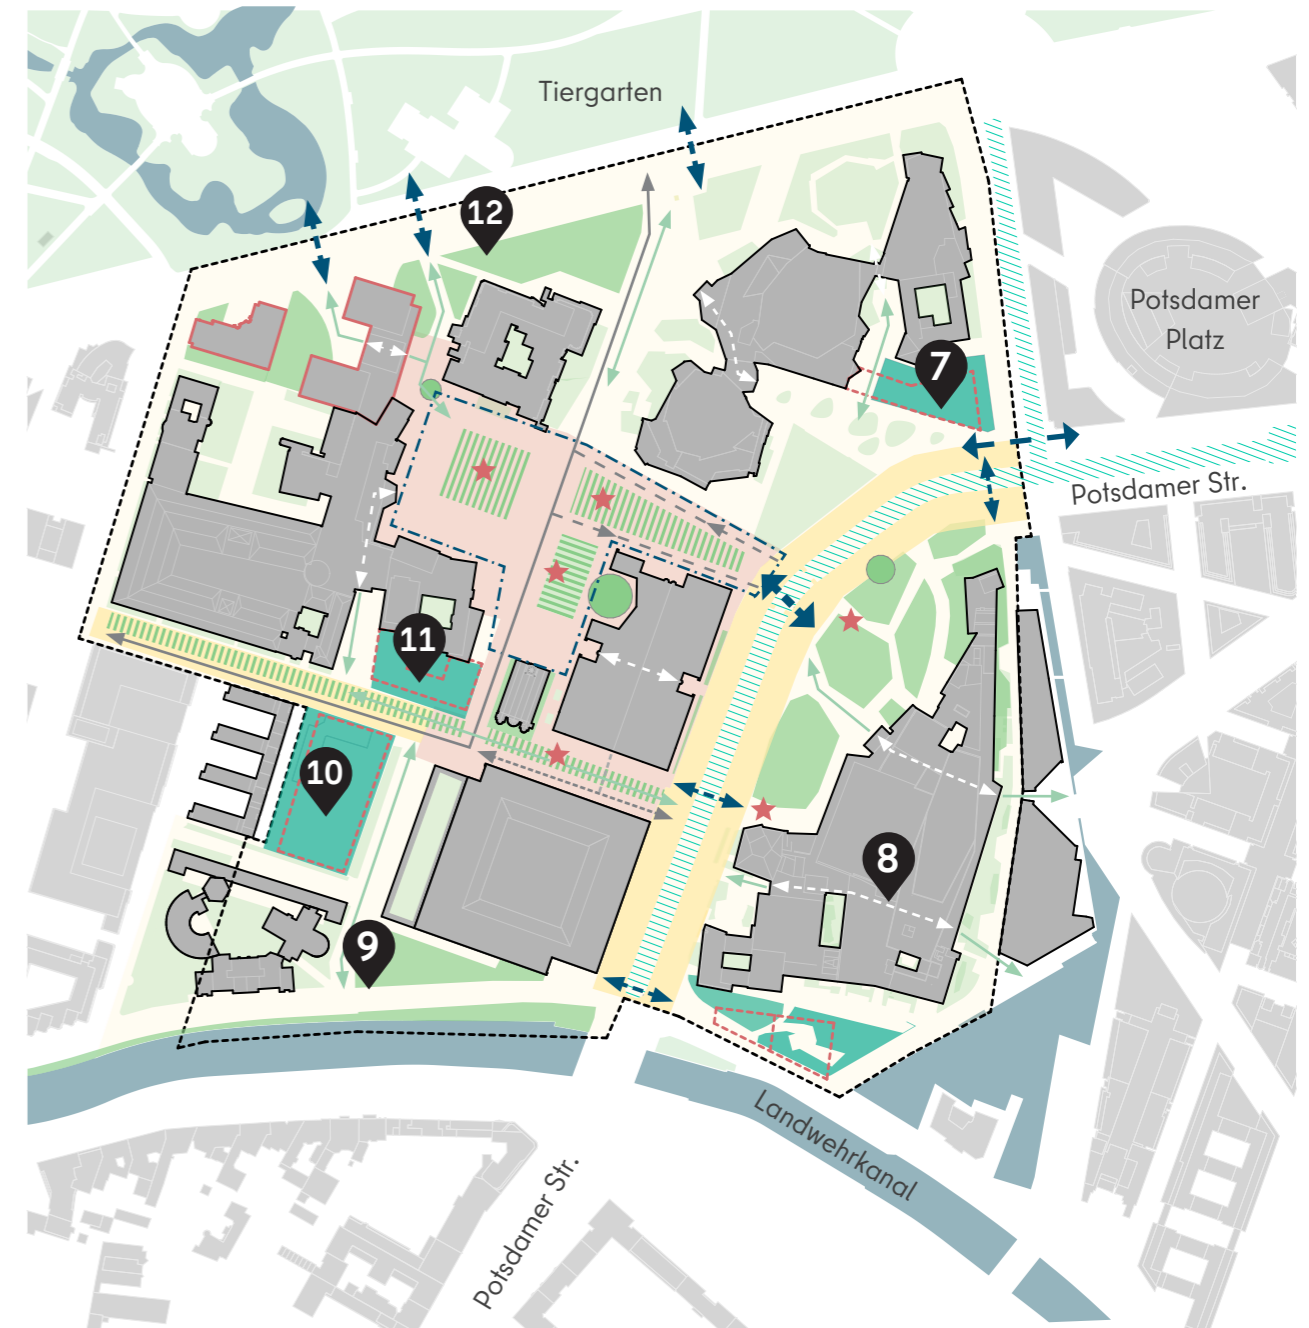 Tiergarten
12
Potsdamer
Platz
7
Potsdamer Str.
11
10
8
9
Landwehrkanal
Potsdamer Str.